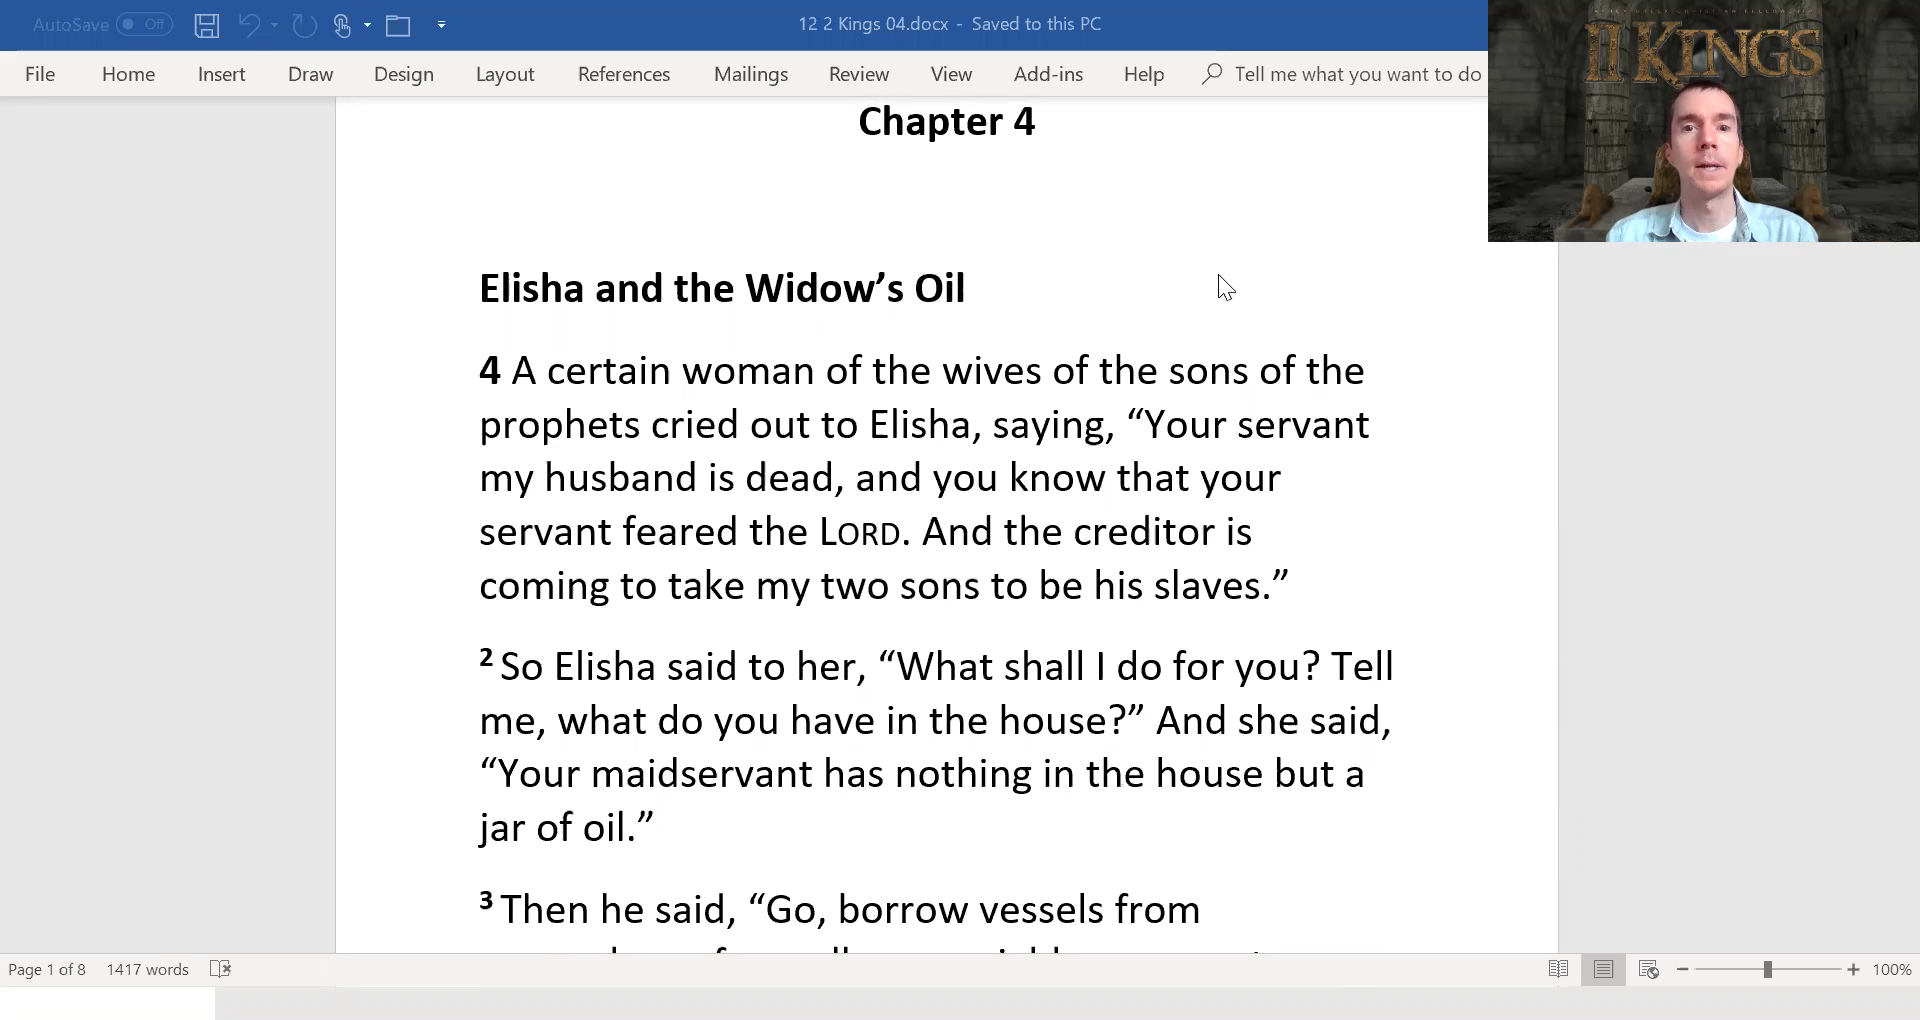 AutoSave Off
12 2 Kings 04.docx - Saved to this PC
II KINGS
File Home Insert Draw Design Layout References Mailings Review View Add-ins Help Tell me what you want to do
Chapter 4
Elisha and the Widow’s Oil
4 A certain woman of the wives of the sons of the
prophets cried out to Elisha, saying, “Your servant
my husband is dead, and you know that your
servant feared the LORD. And the creditor is
coming to take my two sons to be his slaves.”
2 So Elisha said to her, “What shall I do for you? Tell
me, what do you have in the house?” And she said,
“Your maidservant has nothing in the house but a
jar of oil.”
3 Then he said, “Go, borrow vessels from
Page 1 of 8 1417 words 100%